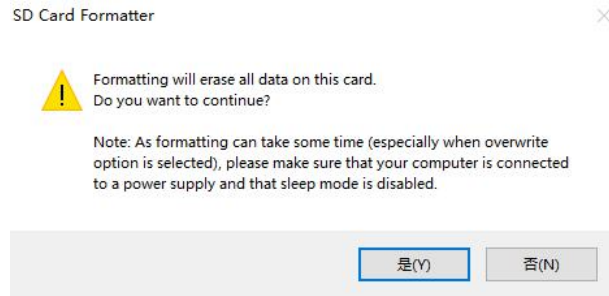 SD Card Formatter
Formatting will erase all data on this card.
Do you want to continue?
Note: As formatting can take some time (especially when overwrite
option is selected), please make sure that your computer is connected
to a power supply and that sleep mode is disabled.
是(Y) 否(N)